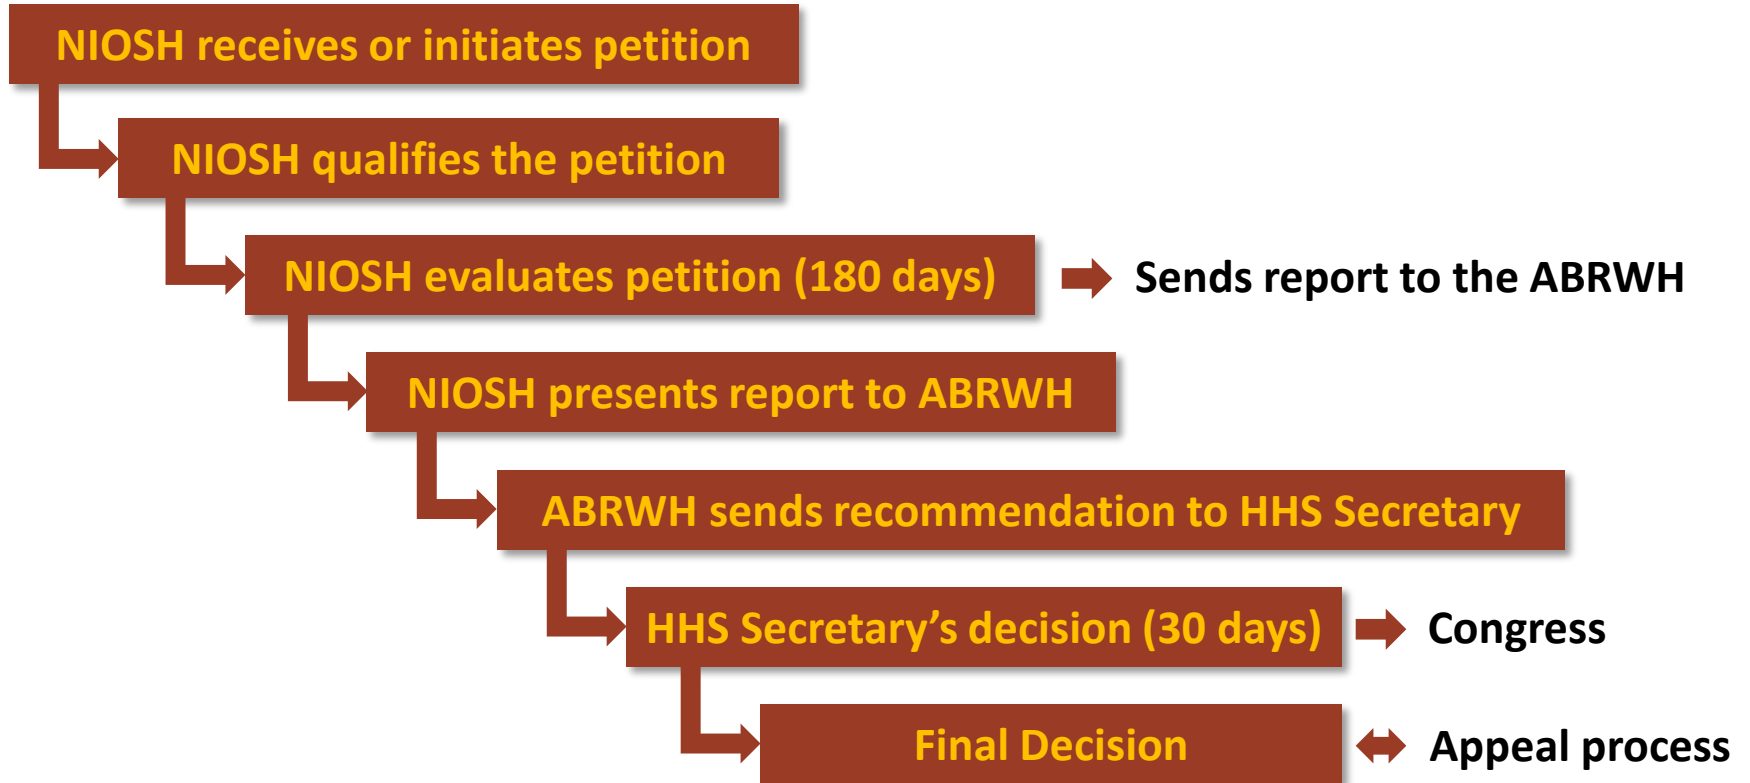 NIOSH receives or initiates petition
NIOSH qualifies the petition
NIOSH evaluates petition (180 days)
Sends report to the ABRWH
NIOSH presents report to ABRWH
ABRWH sends recommendation to HHS Secretary
HHS Secretary’s decision (30 days)
Congress
Final Decision
Appeal process